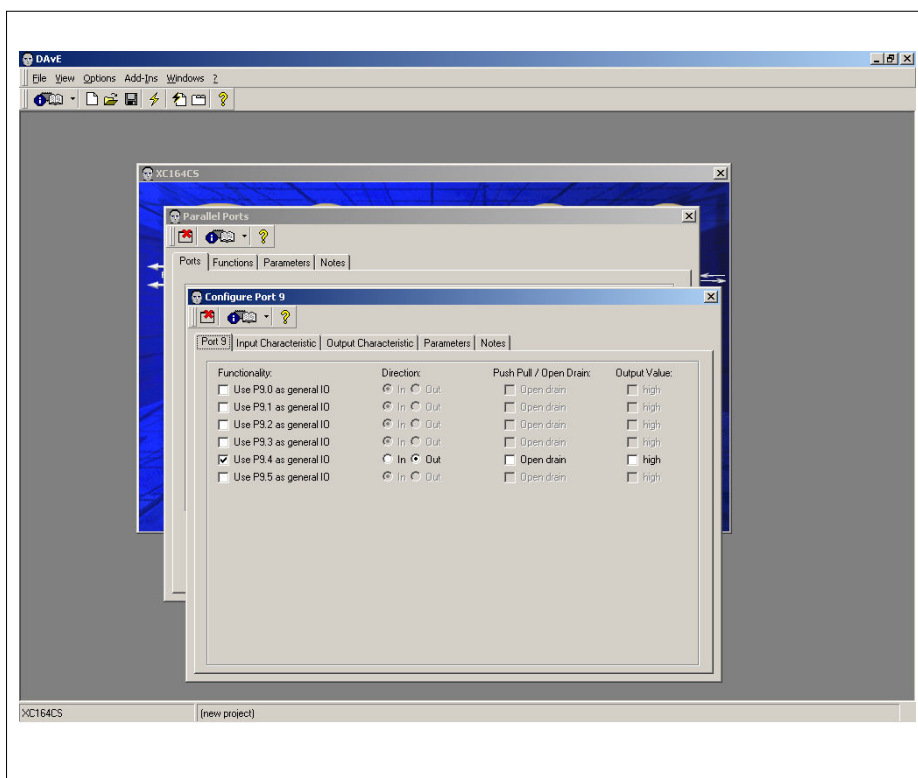 DAvE
File View Options Add-Ins Windows ?
XC164CS
Parallel Ports
Ports Functions Parameters Notes
Configure Port 9
Port 9 Input Characteristic Output Characteristic Parameters Notes
Functionality: Direction: Push Pull / Open Drain: Output Value:
Use P9.0 as general IO In Out Open drain high
Use P9.1 as general IO In Out Open drain high
Use P9.2 as general IO In Out Open drain high
Use P9.3 as general IO In Out Open drain high
Use P9.4 as general IO In Out Open drain high
Use P9.5 as general IO In Out Open drain high
XC164CS (new project)